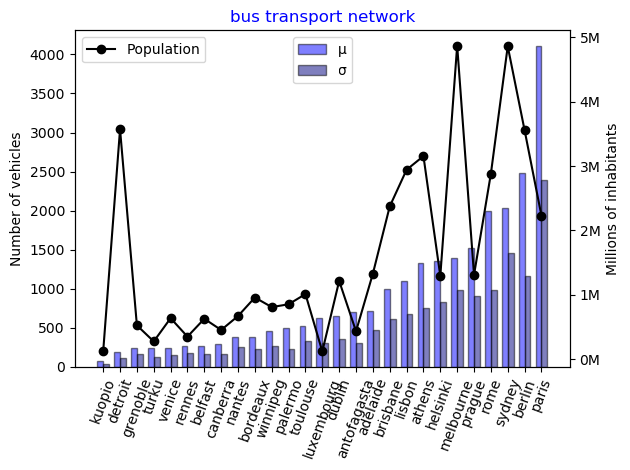 bus transport network
Population
μ
σ
Number of vehicles
4000
3500
3000
2500
2000
1500
1000
500
0
5M
4M
3M
2M
1M
0M
Millions of inhabitants
kuopio
detroit
grenoble
turku
venice
rennes
belfast
canberra
nantes
bordeaux
winnipeg
palermo
toulouse
luxembourg
dublin
antofagasta
adelaide
brisbane
lisbon
athens
helsinki
melbourne
prague
rome
sydney
berlin
paris